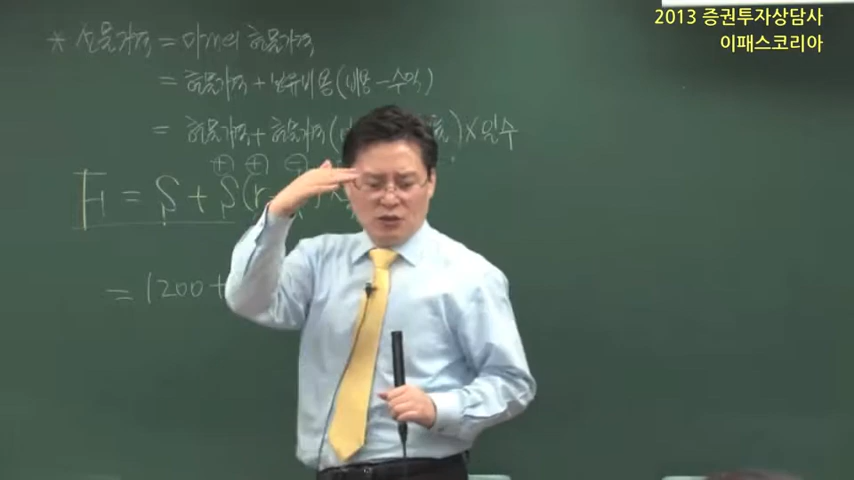 2013 증권투자상담사
이패스코리아
* 선물가격 = 미래의 현물가격
= 현물가격 + 보유비용 (비용 - 수익)
= 현물가격 + 현물가격 ( ) × 일수
⊕ ⊕ ⊖
F = S + S (r -
= 1200 +